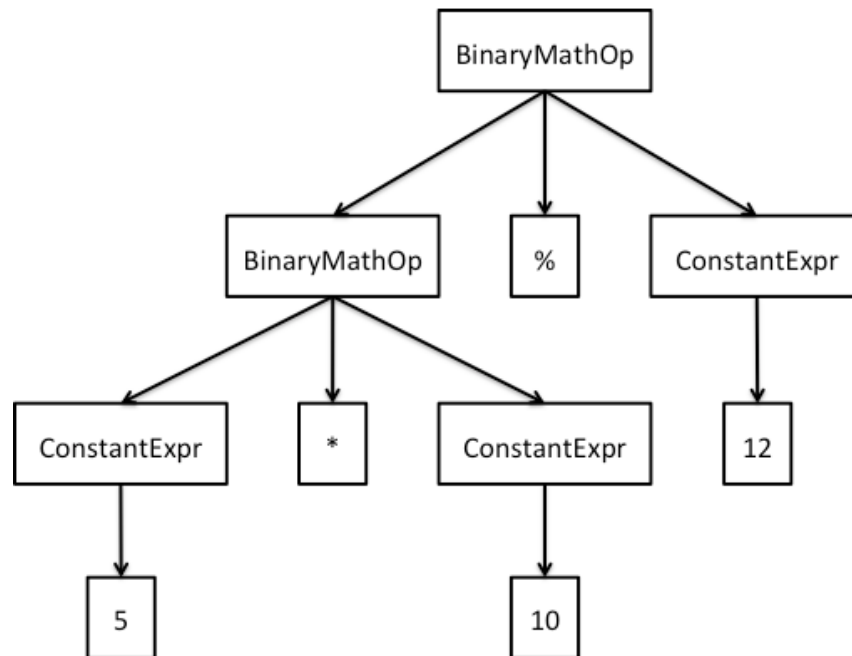 BinaryMathOp
BinaryMathOp
%
ConstantExpr
ConstantExpr
*
ConstantExpr
12
5
10